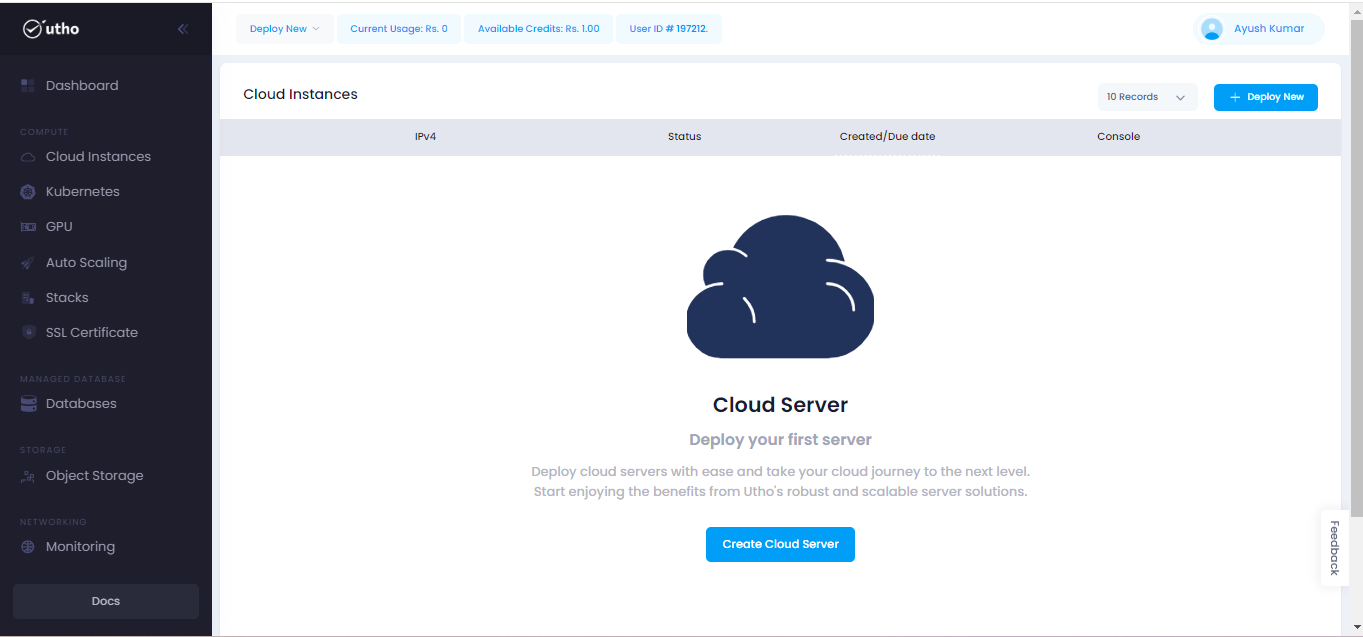 utho
Deploy New
Current Usage: Rs. 0
Available Credits: Rs. 1.00
User ID # 197212.
Ayush Kumar
Dashboard
COMPUTE
Cloud Instances
Kubernetes
GPU
Auto Scaling
Stacks
SSL Certificate
MANAGED DATABASE
Databases
STORAGE
Object Storage
NETWORKING
Monitoring
Docs
Cloud Instances
10 Records
+ Deploy New
IPv4
Status
Created/Due date
Console
Cloud Server
Deploy your first server
Deploy cloud servers with ease and take your cloud journey to the next level.
Start enjoying the benefits from Utho's robust and scalable server solutions.
Create Cloud Server
Feedback